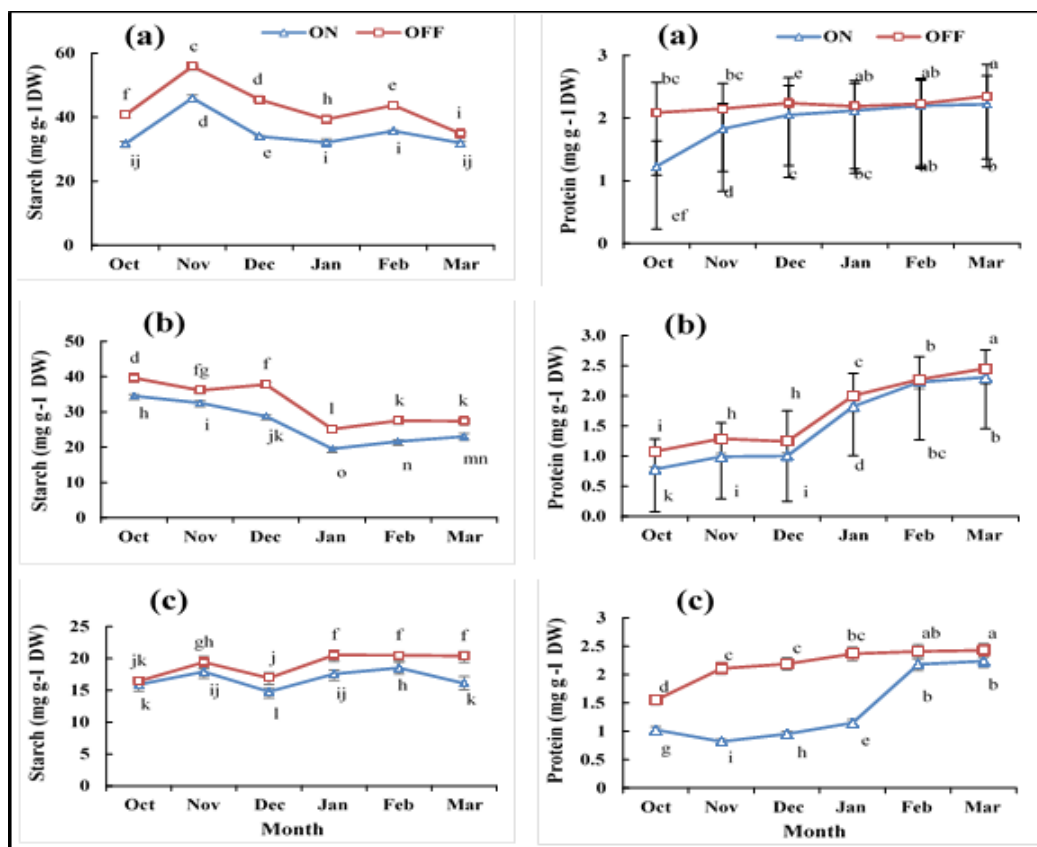 (a)
ON OFF
Starch (mg g-1 DW)
60
40
20
0
f c d h e i
ij d e i i ij
Oct Nov Dec Jan Feb Mar
(a)
ON OFF
Protein (mg g-1 DW)
3
2
1
0
bc bc e ab ab a
ef d c bc ab b
Oct Nov Dec Jan Feb Mar
(b)
Starch (mg g-1 DW)
50
40
30
20
10
0
d fg f l k k
h i jk o n mn
Oct Nov Dec Jan Feb Mar
(b)
Protein (mg g-1 DW)
3.0
2.5
2.0
1.5
1.0
0.5
0.0
i h h c b a
k i i d bc b
Oct Nov Dec Jan Feb Mar
(c)
Starch (mg g-1 DW)
25
20
15
10
5
0
jk gh j f f f
k ij l ij h k
Oct Nov Dec Jan Feb Mar
Month
(c)
Protein (mg g-1 DW)
3
2.5
2
1.5
1
0.5
0
d c c bc ab a
g i h e b b
Oct Nov Dec Jan Feb Mar
Month